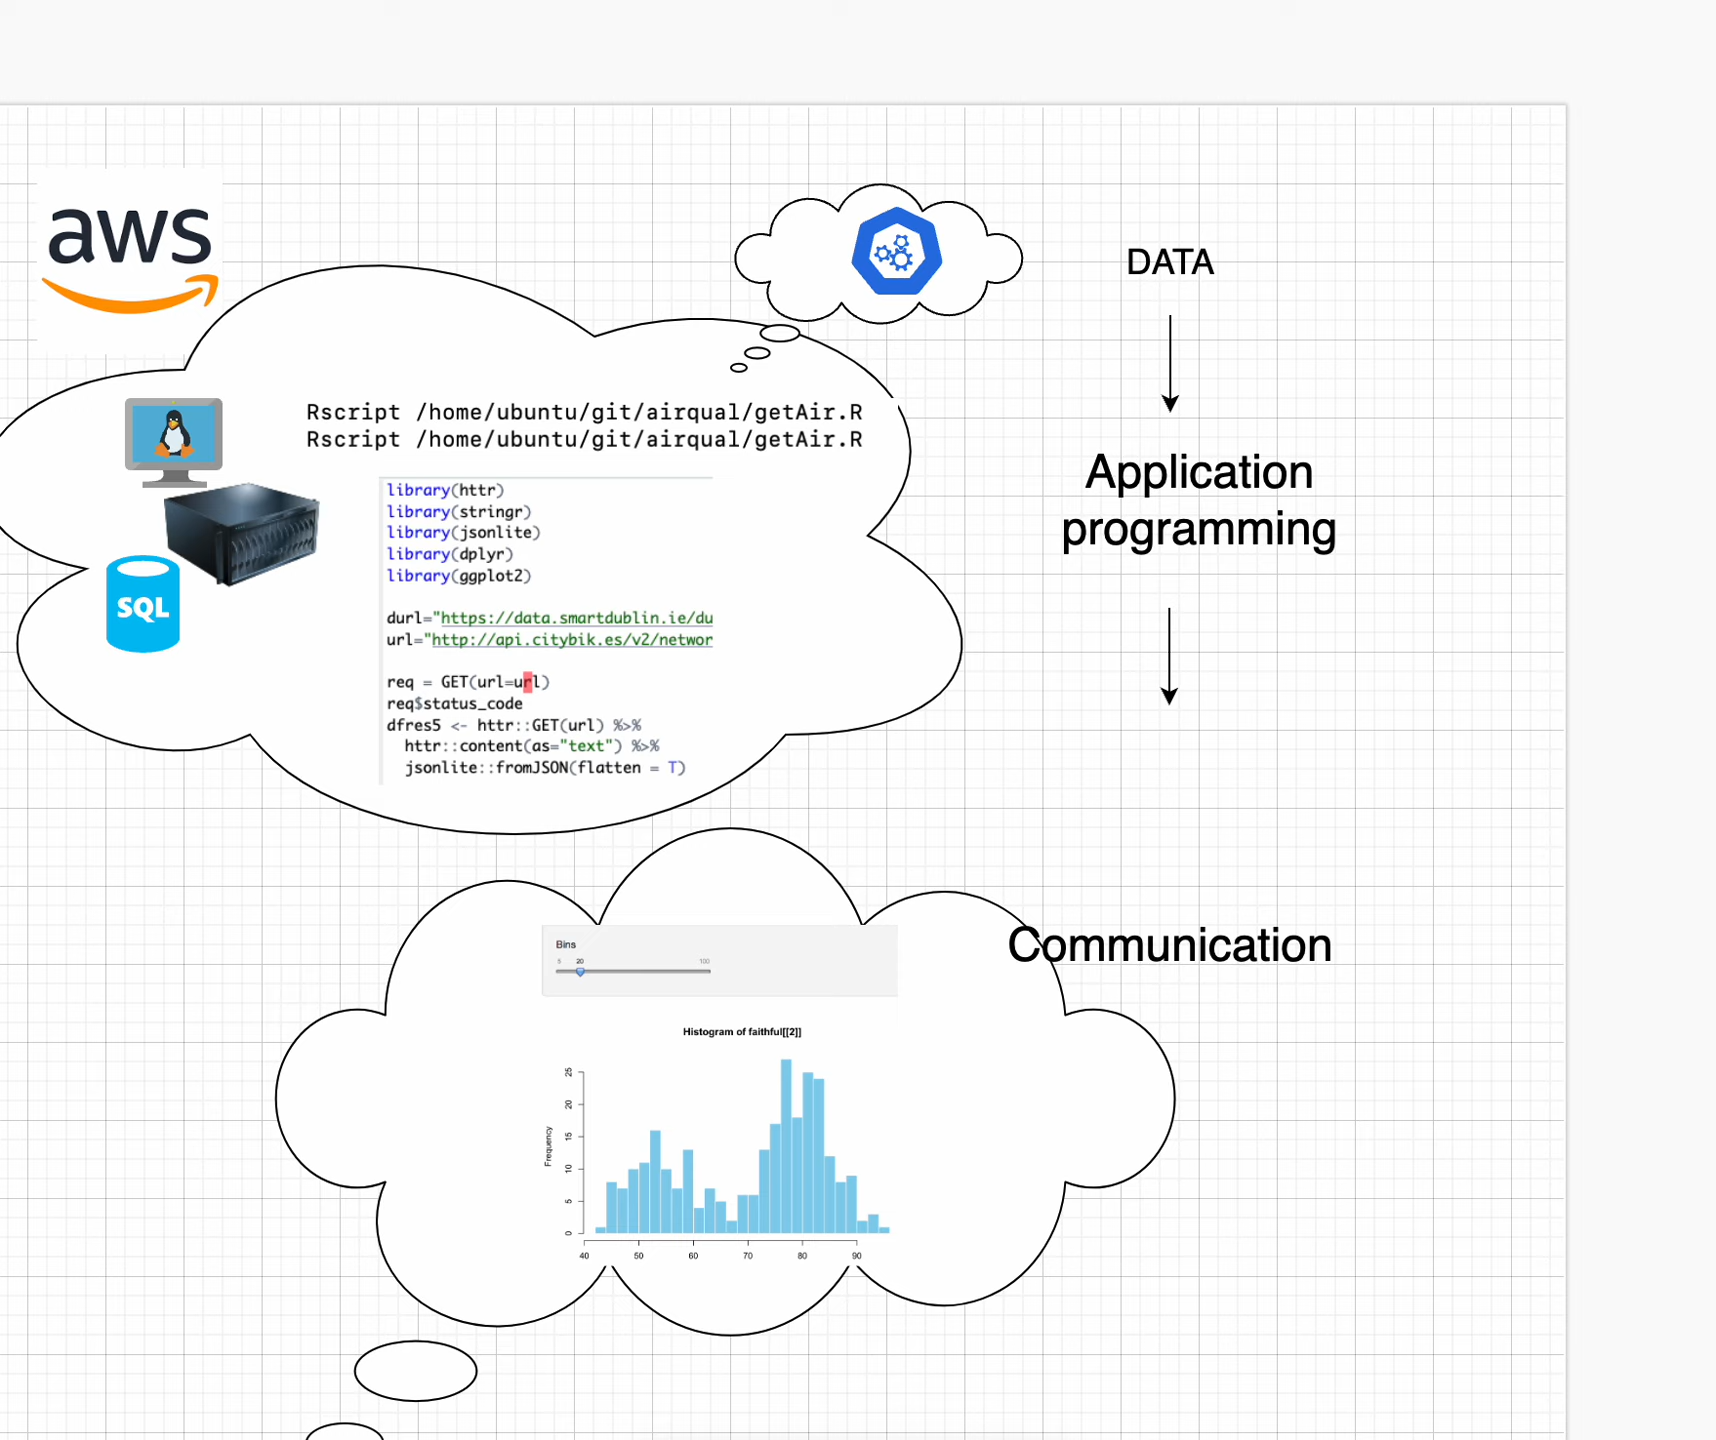 aws
DATA
Rscript /home/ubuntu/git/airqual/getAir.R
Rscript /home/ubuntu/git/airqual/getAir.R
Application
programming
library(httr)
library(stringr)
library(jsonlite)
library(dplyr)
library(ggplot2)
SQL
durl="https://data.smartdublin.ie/du
url="http://api.citybik.es/v2/networ
req = GET(url=url)
req$status_code
dfres5 <- httr::GET(url) %>%
httr::content(as="text") %>%
jsonlite::fromJSON(flatten = T)
Communication
Bins
5 20 100
Histogram of faithful[[2]]
Frequency
25
20
15
10
5
0
40 50 60 70 80 90